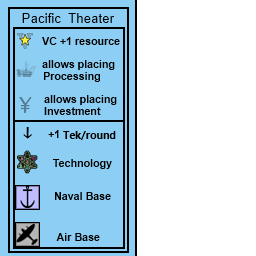 Pacific Theater
VC +1 resource
allows placing
Processing
¥ allows placing
Investment
+1 Tek/round
Technology
Naval Base
Air Base